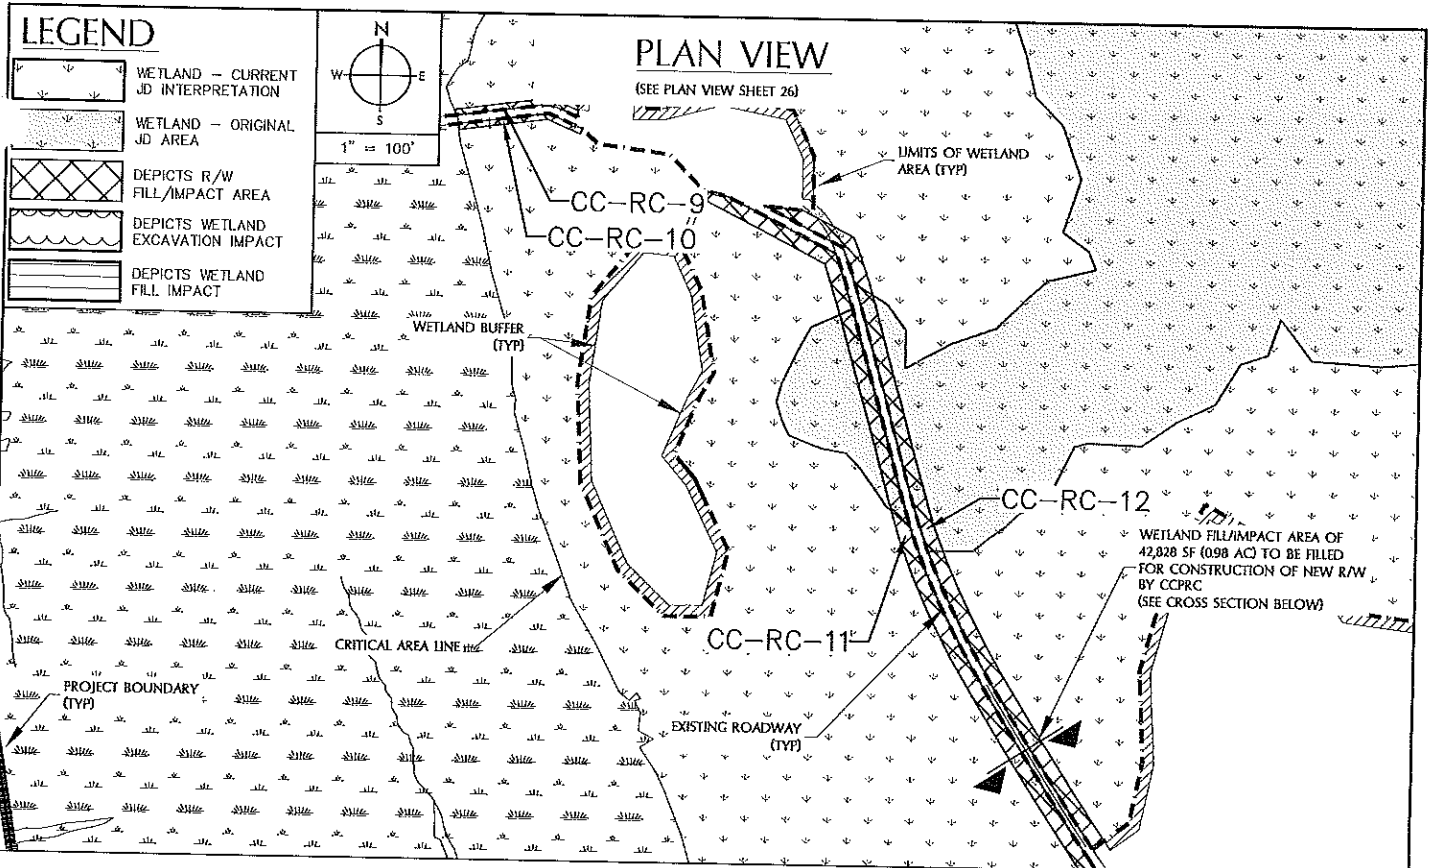 LEGEND
WETLAND - CURRENT
JD INTERPRETATION
WETLAND - ORIGINAL
JD AREA
DEPICTS R/W
FILL/IMPACT AREA
DEPICTS WETLAND
EXCAVATION IMPACT
DEPICTS WETLAND
FILL IMPACT
N
W E
S
1" = 100'
PLAN VIEW
(SEE PLAN VIEW SHEET 26)
LIMITS OF WETLAND
AREA (TYP)
CC-RC-9
CC-RC-10
WETLAND BUFFER
(TYP)
CC-RC-12
WETLAND FILL/IMPACT AREA OF
42,828 SF (0.98 AC) TO BE FILLED
FOR CONSTRUCTION OF NEW R/W
BY CCPRC
(SEE CROSS SECTION BELOW)
CC-RC-11
CRITICAL AREA LINE
PROJECT BOUNDARY
(TYP)
EXISTING ROADWAY
(TYP)